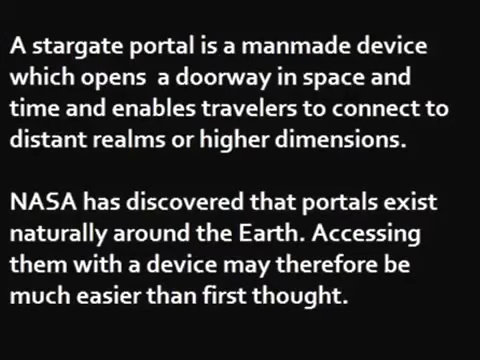 A stargate portal is a manmade device
which opens  a doorway in space and
time and enables travelers to connect to
distant realms or higher dimensions.
NASA has discovered that portals exist
naturally around the Earth. Accessing
them with a device may therefore be
much easier than first thought.